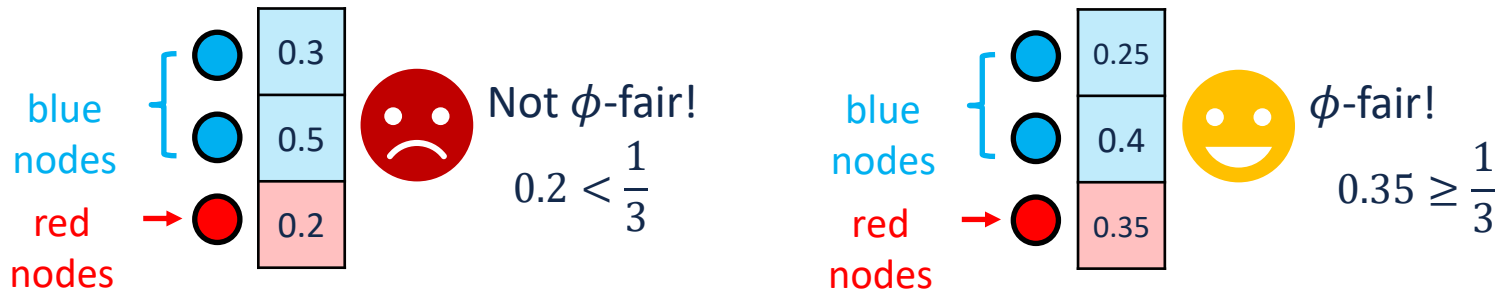 blue
nodes
red
nodes
0.3
0.5
0.2
Not ϕ-fair!
0.2 < 1/3
blue
nodes
red
nodes
0.25
0.4
0.35
ϕ-fair!
0.35 ≥ 1/3